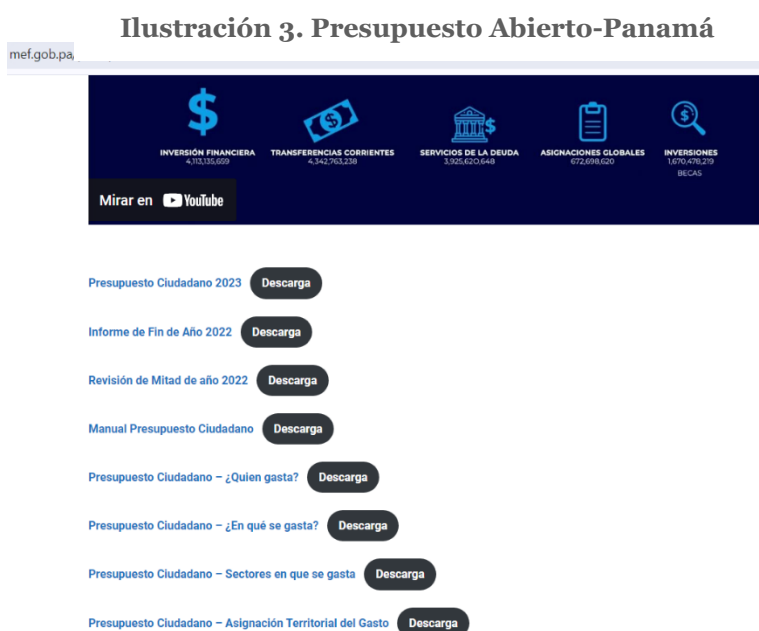 Ilustración 3. Presupuesto Abierto-Panamá
mef.gob.pa
INVERSIÓN FINANCIERA
4,113,135,659
TRANSFERENCIAS CORRIENTES
4,342,763,238
SERVICIOS DE LA DEUDA
3,925,620,648
ASIGNACIONES GLOBALES
672,698,620
INVERSIONES
1,670,478,219
BECAS
Mirar en YouTube
Presupuesto Ciudadano 2023 Descarga
Informe de Fin de Año 2022 Descarga
Revisión de Mitad de año 2022 Descarga
Manual Presupuesto Ciudadano Descarga
Presupuesto Ciudadano – ¿Quien gasta? Descarga
Presupuesto Ciudadano – ¿En qué se gasta? Descarga
Presupuesto Ciudadano – Sectores en que se gasta Descarga
Presupuesto Ciudadano – Asignación Territorial del Gasto Descarga